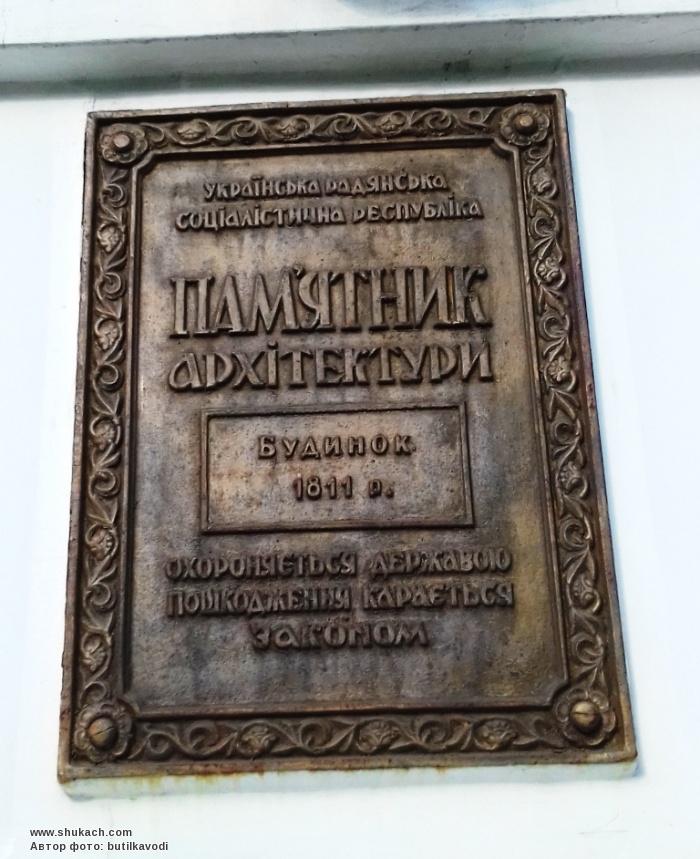 УКРАЇНСЬКА РАДЯНСЬКА
СОЦІАЛІСТИЧНА РЕСПУБЛІКА
ПАМ'ЯТНИК
АРХІТЕКТУРИ
БУДИНОК
1811 р.
ОХОРОНЯЄТЬСЯ ДЕРЖАВОЮ
ПОШКОДЖЕННЯ КАРАЄТЬСЯ
ЗАКОНОМ
www.shukach.com
Автор фото: butilkavodi